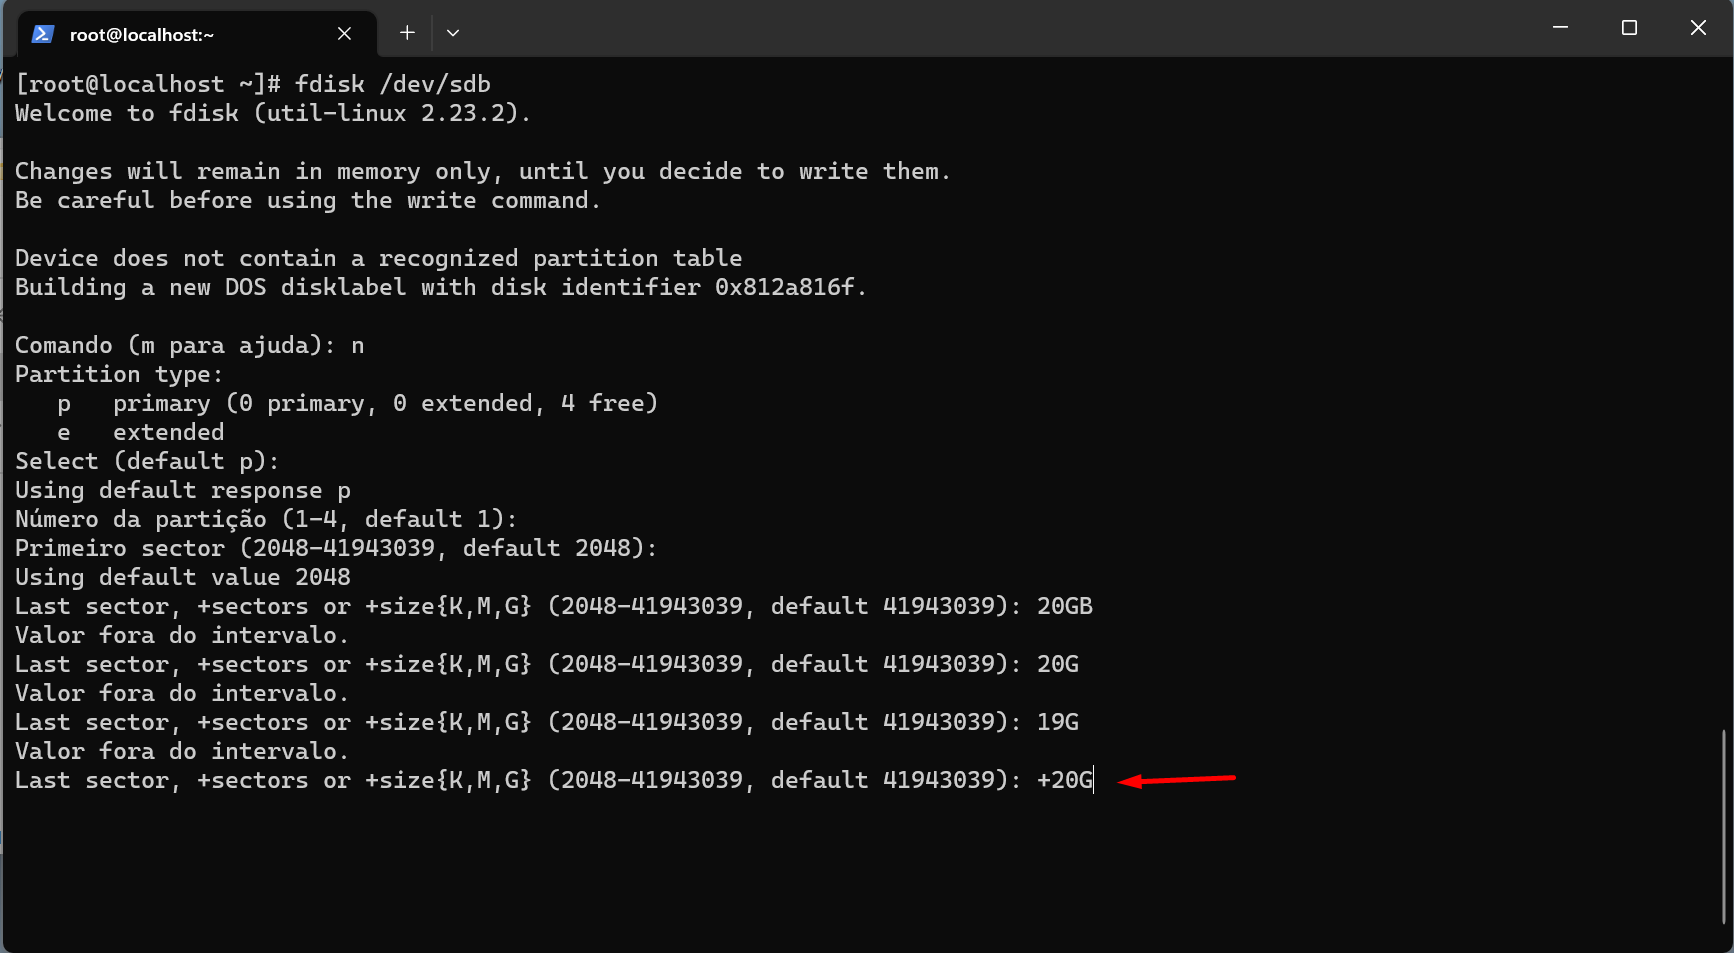 root@localhost:~
[root@localhost ~]# fdisk /dev/sdb
Welcome to fdisk (util-linux 2.23.2).
Changes will remain in memory only, until you decide to write them.
Be careful before using the write command.
Device does not contain a recognized partition table
Building a new DOS disklabel with disk identifier 0x812a816f.
Comando (m para ajuda): n
Partition type:
   p   primary (0 primary, 0 extended, 4 free)
   e   extended
Select (default p):
Using default response p
Número da partição (1-4, default 1):
Primeiro sector (2048-41943039, default 2048):
Using default value 2048
Last sector, +sectors or +size{K,M,G} (2048-41943039, default 41943039): 20GB
Valor fora do intervalo.
Last sector, +sectors or +size{K,M,G} (2048-41943039, default 41943039): 20G
Valor fora do intervalo.
Last sector, +sectors or +size{K,M,G} (2048-41943039, default 41943039): 19G
Valor fora do intervalo.
Last sector, +sectors or +size{K,M,G} (2048-41943039, default 41943039): +20G